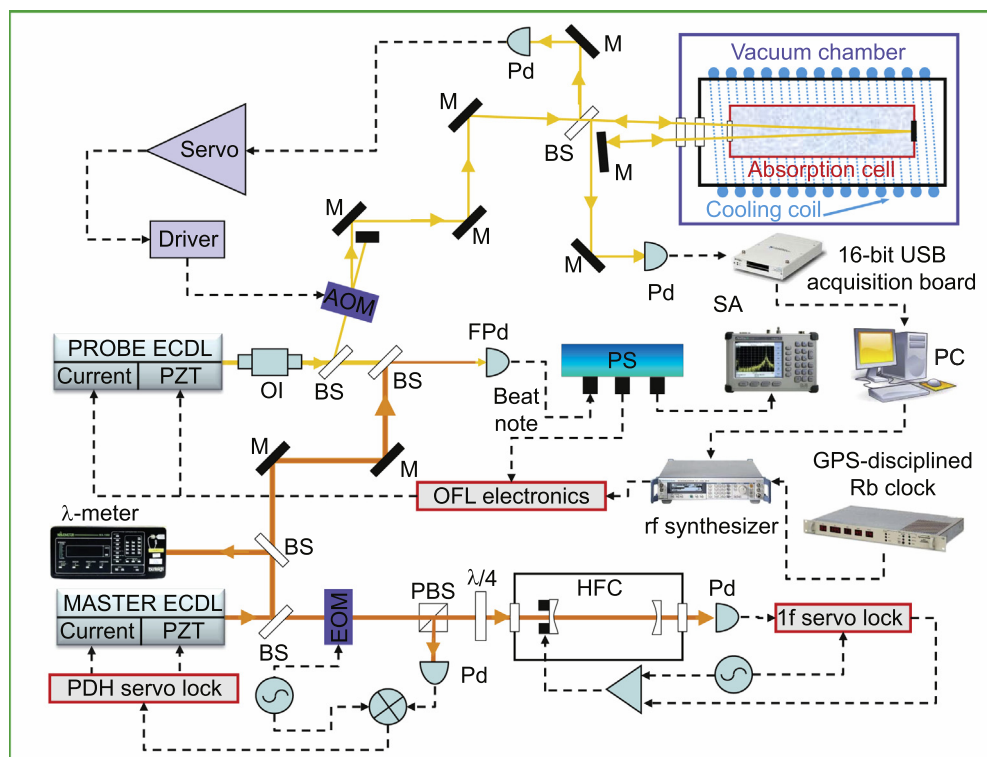 M
Pd
Vacuum chamber
M
Servo
BS
M
Absorption cell
Cooling coil
M
M
Driver
M
Pd
16-bit USB
acquisition board
AOM
SA
FPd
PROBE ECDL
Current
PZT
OI
BS
BS
PS
PC
Beat
note
M
M
OFL electronics
rf synthesizer
GPS-disciplined
Rb clock
λ-meter
BS
MASTER ECDL
Current
PZT
BS
EOM
PBS
λ/4
HFC
Pd
1f servo lock
Pd
PDH servo lock